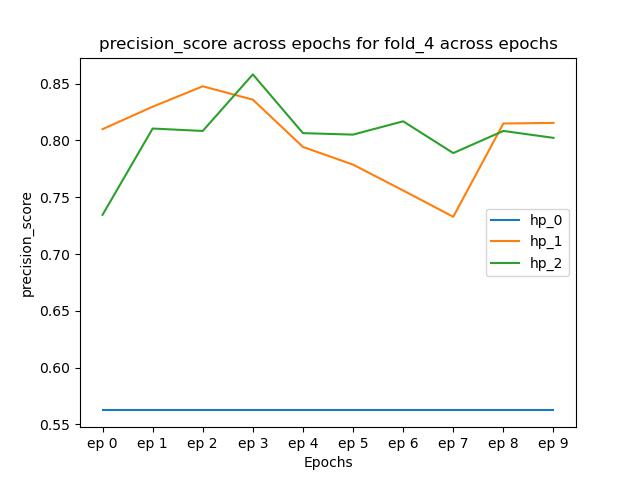 precision_score across epochs for fold_4 across epochs
precision_score
0.85
0.80
0.75
0.70
0.65
0.60
0.55
hp_0
hp_1
hp_2
ep 0 ep 1 ep 2 ep 3 ep 4 ep 5 ep 6 ep 7 ep 8 ep 9
Epochs